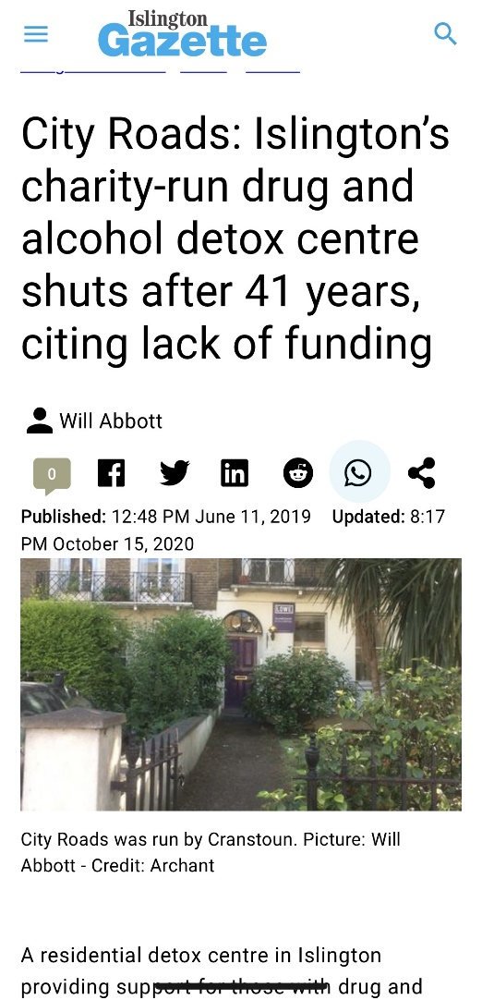 Islington
Gazette
City Roads: Islington’s
charity-run drug and
alcohol detox centre
shuts after 41 years,
citing lack of funding
Will Abbott
0
Published: 12:48 PM June 11, 2019 Updated: 8:17
PM October 15, 2020
LOWE
City Roads was run by Cranstoun. Picture: Will
Abbott - Credit: Archant
A residential detox centre in Islington
providing support for those with drug and